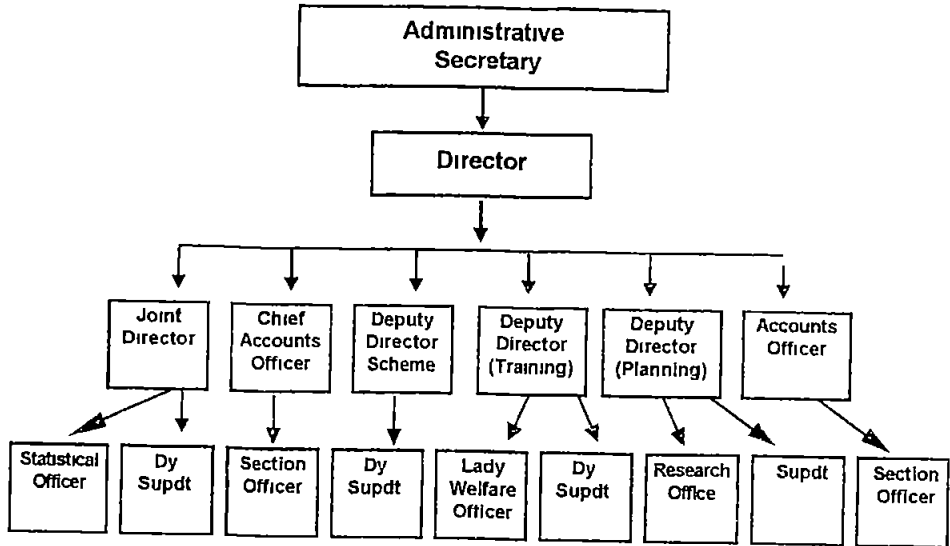 Administrative
Secretary
Director
Joint
Director
Chief
Accounts
Officer
Deputy
Director
Scheme
Deputy
Director
(Training)
Deputy
Director
(Planning)
Accounts
Officer
Statistical
Officer
Dy
Supdt
Section
Officer
Dy
Supdt
Lady
Welfare
Officer
Dy
Supdt
Research
Office
Supdt
Section
Officer